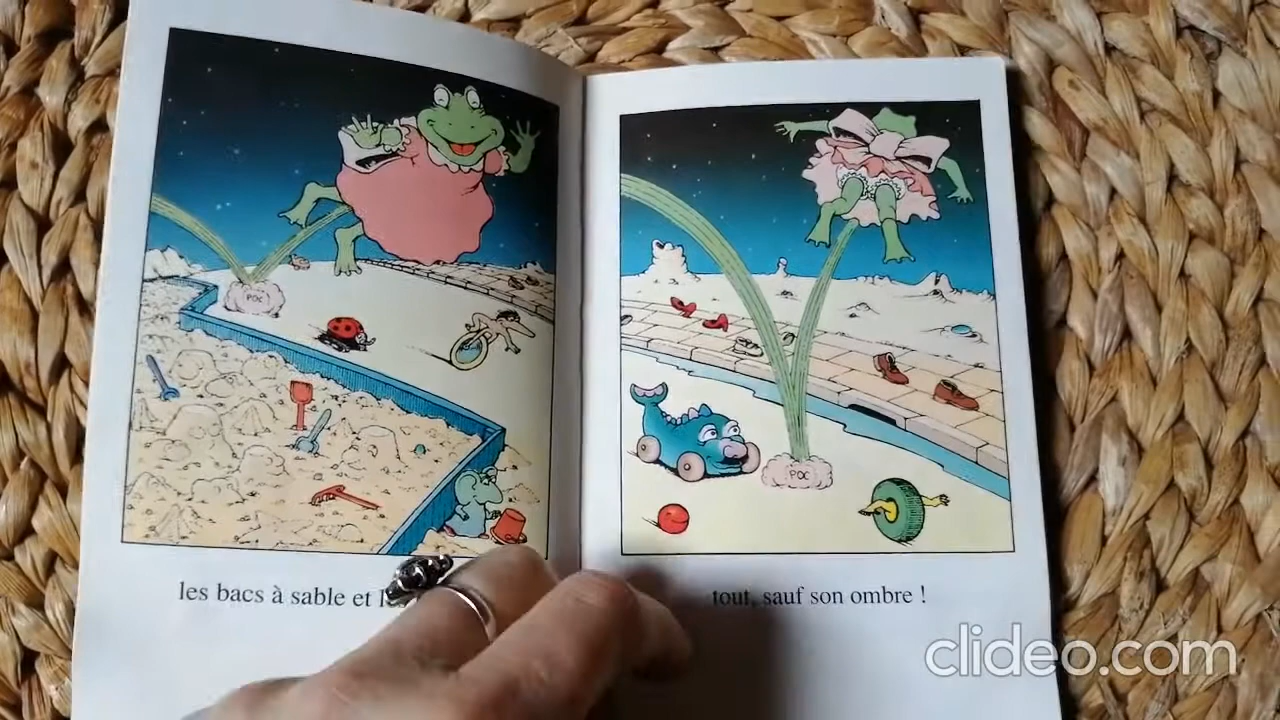 POC
les bacs à sable et
POC
tout, sauf son ombre !
clideo.com